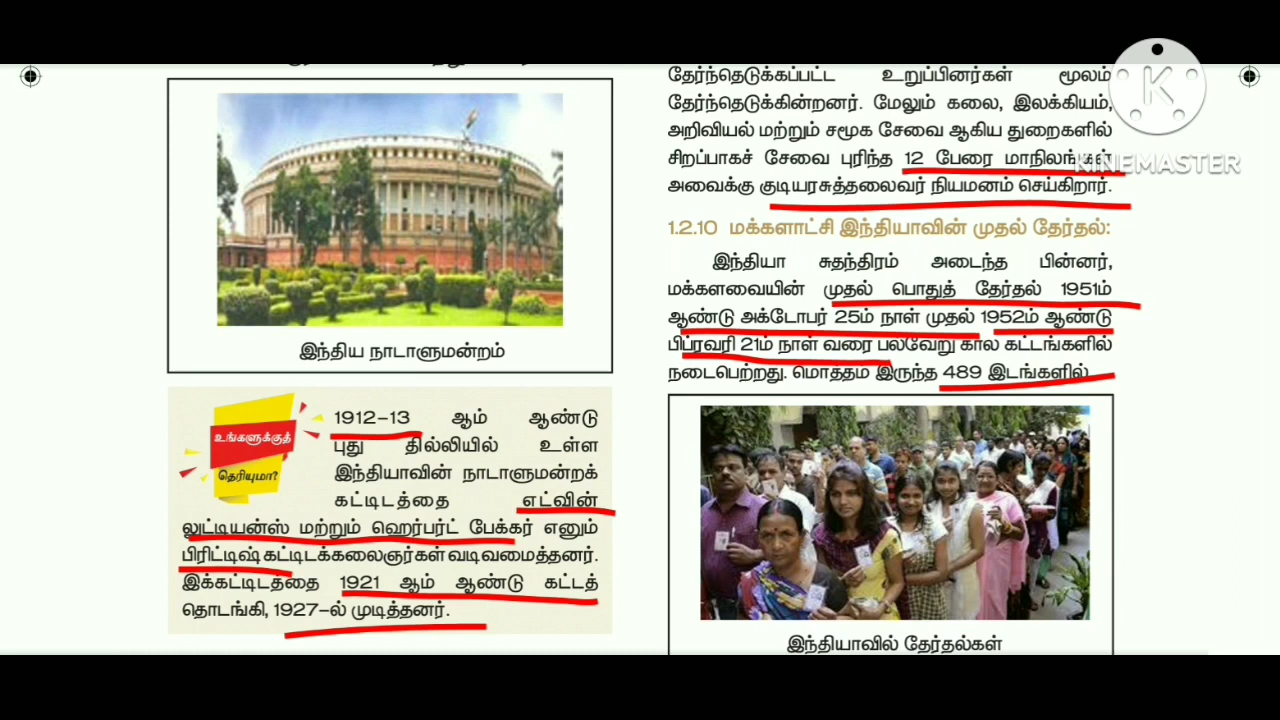 இந்திய நாடாளுமன்றம்
உங்களுக்குத்
தெரியுமா?
1912–13 ஆம் ஆண்டு
புது தில்லியில் உள்ள
இந்தியாவின் நாடாளுமன்றக்
கட்டிடத்தை எட்வின்
லுட்டியன்ஸ் மற்றும் ஹெர்பர்ட் பேக்கர் எனும்
பிரிட்டிஷ் கட்டிடக்கலைஞர்கள் வடிவமைத்தனர்.
இக்கட்டிடத்தை 1921 ஆம் ஆண்டு கட்டத்
தொடங்கி, 1927–ல் முடித்தனர்.
தேர்ந்தெடுக்கப்பட்ட உறுப்பினர்கள் மூலம்
தேர்ந்தெடுக்கின்றனர். மேலும் கலை, இலக்கியம்,
அறிவியல் மற்றும் சமூக சேவை ஆகிய துறைகளில்
சிறப்பாகச் சேவை புரிந்த 12 பேரை மாநிலங்கள்
அவைக்கு குடியரசுத்தலைவர் நியமனம் செய்கிறார்.
1.2.10 மக்களாட்சி இந்தியாவின் முதல் தேர்தல்:
இந்தியா சுதந்திரம் அடைந்த பின்னர்,
மக்களவையின் முதல் பொதுத் தேர்தல் 1951ம்
ஆண்டு அக்டோபர் 25ம் நாள் முதல் 1952ம் ஆண்டு
பிப்ரவரி 21ம் நாள் வரை பல்வேறு கால கட்டங்களில்
நடைபெற்றது. மொத்தம் இருந்த 489 இடங்களில்
இந்தியாவில் தேர்தல்கள்
K
KINEMASTER